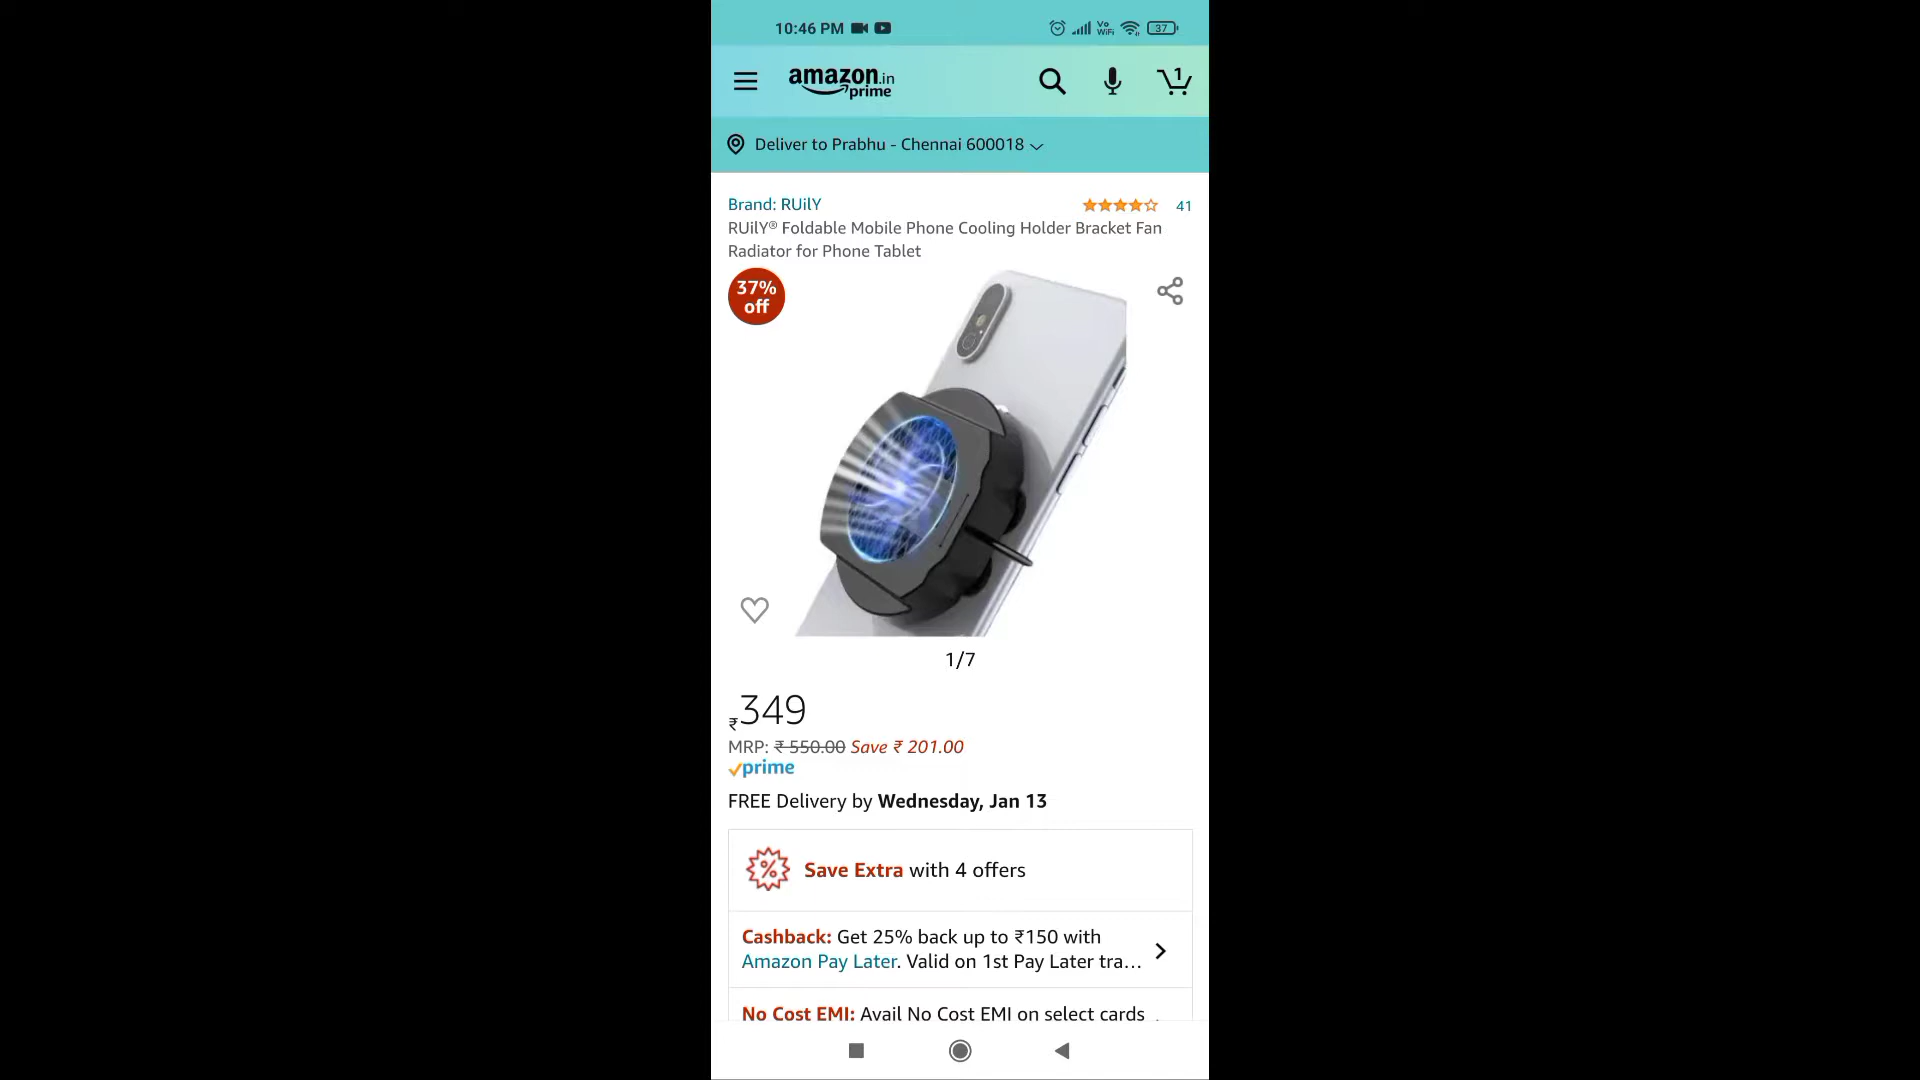 10:46 PM
Vo
WiFi
37
amazon.in
prime
1
Deliver to Prabhu - Chennai 600018
Brand: RUilY
41
RUilY® Foldable Mobile Phone Cooling Holder Bracket Fan
Radiator for Phone Tablet
37%
off
1/7
₹349
MRP: ₹ 550.00 Save ₹ 201.00
prime
FREE Delivery by Wednesday, Jan 13
Save Extra with 4 offers
Cashback: Get 25% back up to ₹150 with
Amazon Pay Later. Valid on 1st Pay Later tra...
No Cost EMI: Avail No Cost EMI on select cards